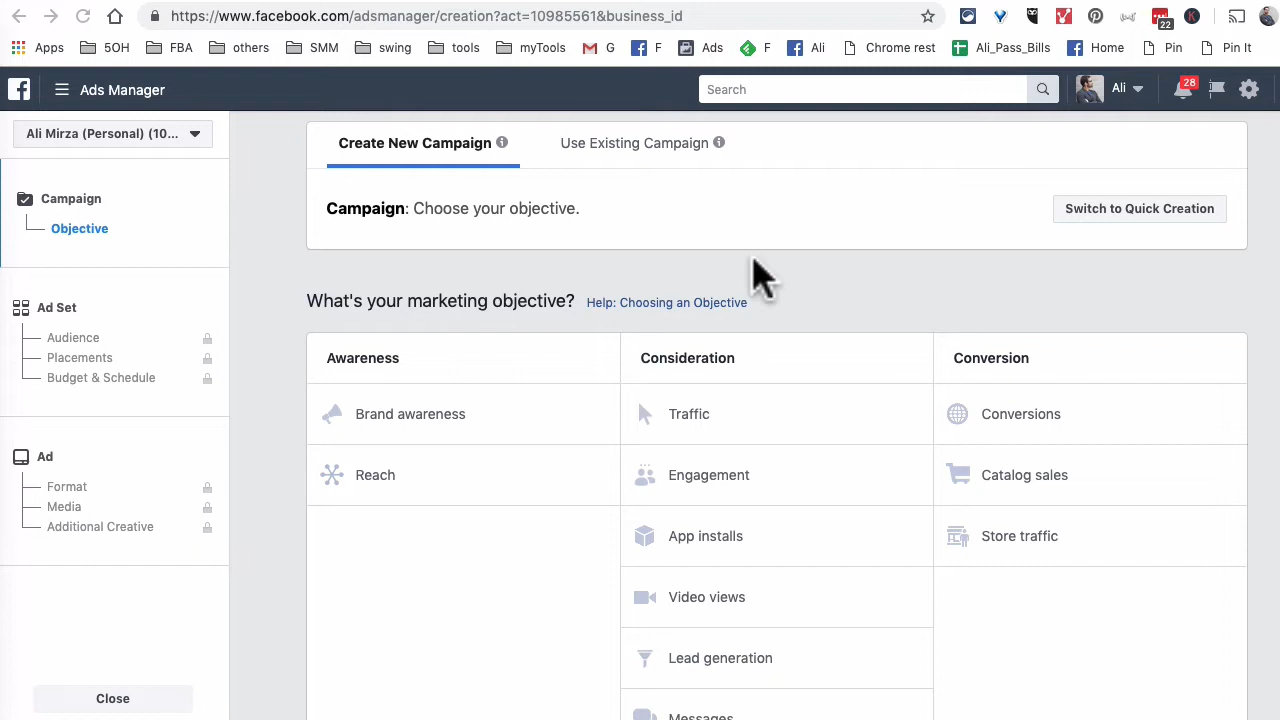 https://www.facebook.com/adsmanager/creation?act=10985561&business_id
22
K
Apps 5OH FBA others SMM swing tools myTools G F Ads F Ali Chrome rest Ali_Pass_Bills Home Pin Pin It
Ads Manager
Search
Ali
28
Ali Mirza (Personal) (10...
Campaign
Objective
Ad Set
Audience
Placements
Budget & Schedule
Ad
Format
Media
Additional Creative
Close
Create New Campaign
Use Existing Campaign
Campaign: Choose your objective.
Switch to Quick Creation
What's your marketing objective? Help: Choosing an Objective
Awareness
Brand awareness
Reach
Consideration
Traffic
Engagement
App installs
Video views
Lead generation
Messages
Conversion
Conversions
Catalog sales
Store traffic